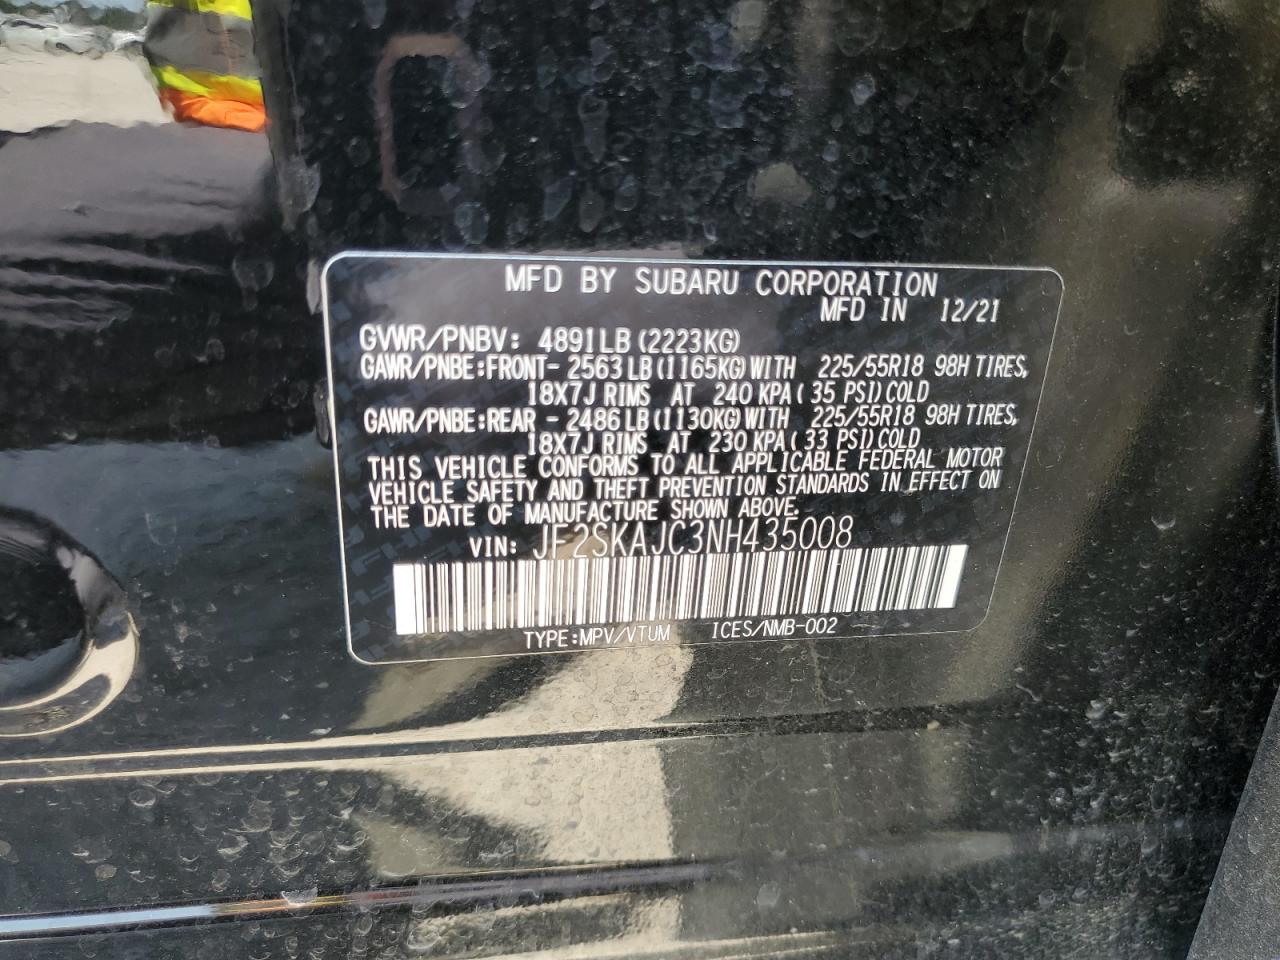 MFD BY SUBARU CORPORATION
MFD IN 12/21
GVWR/PNBV: 4891LB(2223KG)
GAWR/PNBE:FRONT- 2563LB(1165KG)WITH 225/55R18 98H TIRES,
18X7J RIMS AT 240 KPA(35 PSI)COLD
GAWR/PNBE:REAR - 2486LB(1130KG)WITH 225/55R18 98H TIRES,
18X7J RIMS AT 230 KPA(33 PSI)COLD
THIS VEHICLE CONFORMS TO ALL APPLICABLE FEDERAL MOTOR
VEHICLE SAFETY AND THEFT PREVENTION STANDARDS IN EFFECT ON
THE DATE OF MANUFACTURE SHOWN ABOVE.
VIN: JF2SKAJC3NH435008
TYPE:MPV/VTUM ICES/NMB-002